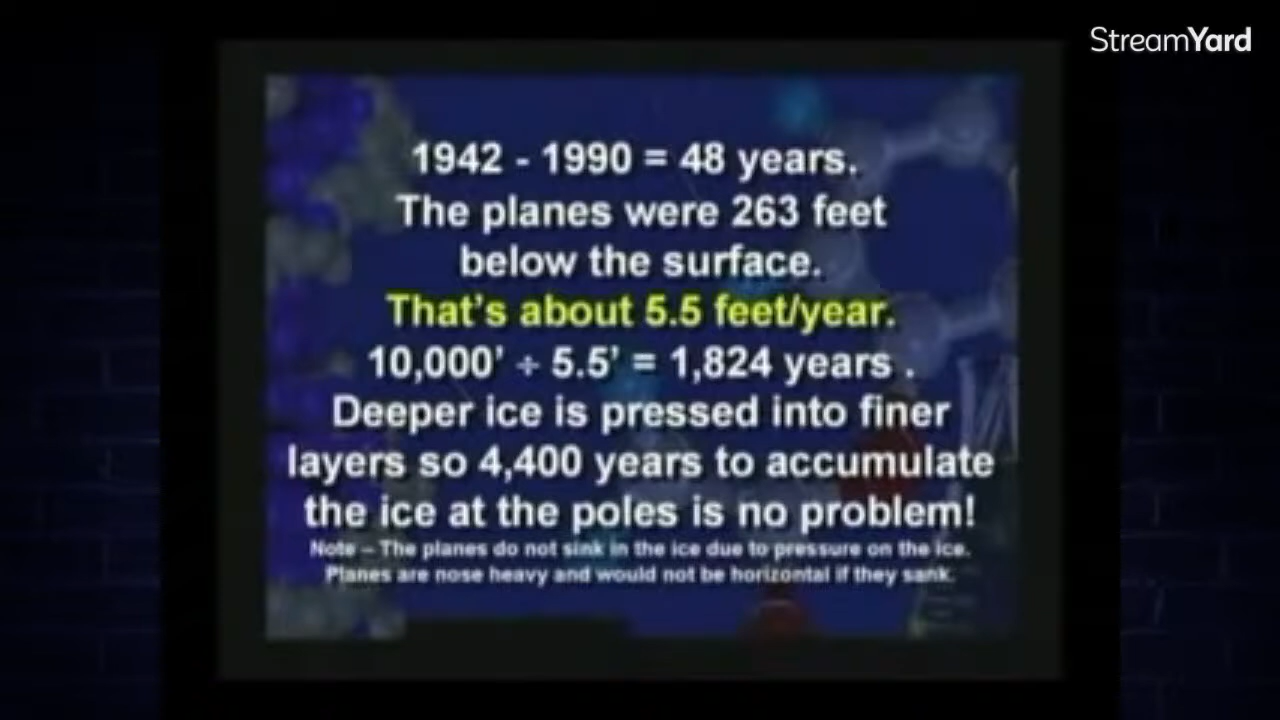 StreamYard
1942 - 1990 = 48 years.
The planes were 263 feet
below the surface.
That's about 5.5 feet/year.
10,000' ÷ 5.5' = 1,824 years .
Deeper ice is pressed into finer
layers so 4,400 years to accumulate
the ice at the poles is no problem!
Note – The planes do not sink in the ice due to pressure on the ice.
Planes are nose heavy and would not be horizontal if they sank.